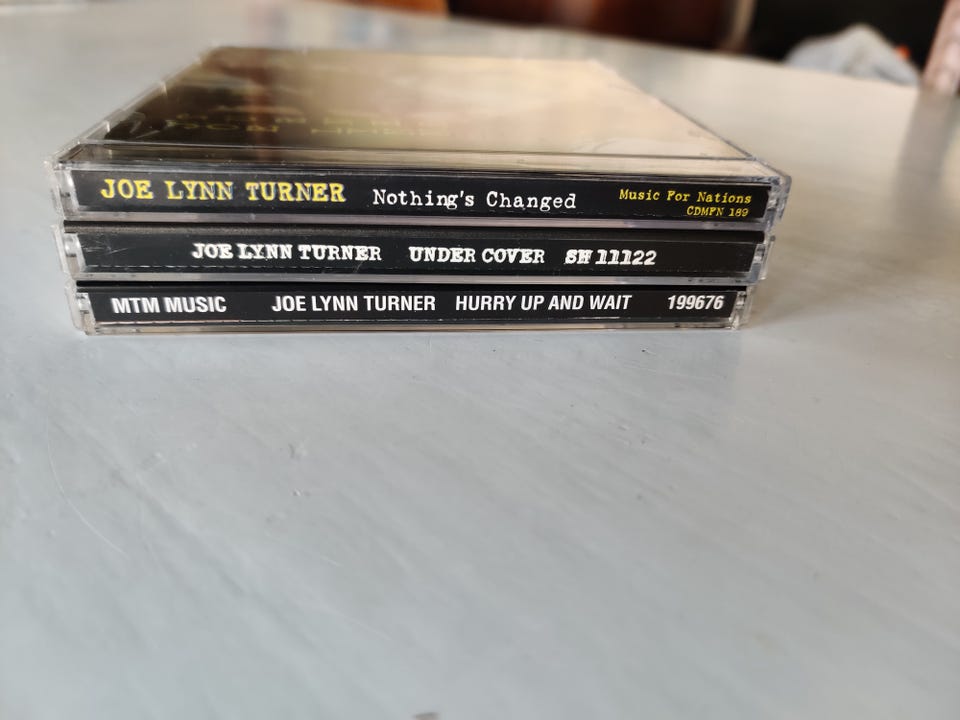 JOE LYNN TURNER Nothing's Changed Music For Nations
CDMFN 189
JOE LYNN TURNER UNDER COVER SH 11122
MTM MUSIC JOE LYNN TURNER HURRY UP AND WAIT 199676